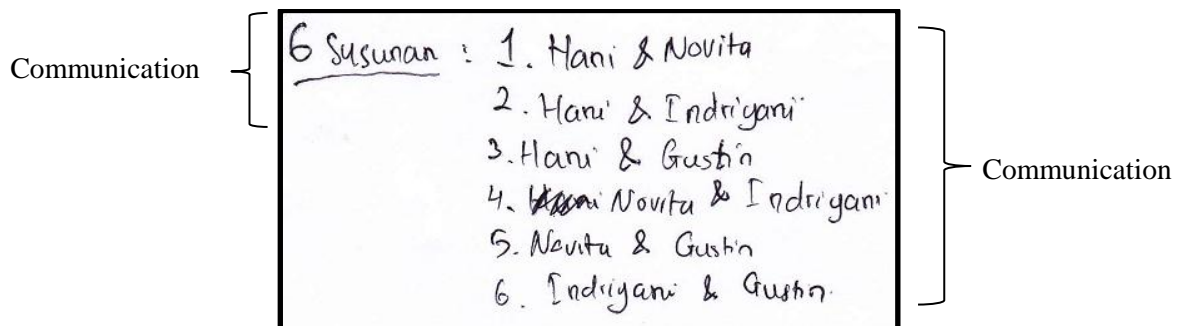 Communication
6 Susunan : 1. Hani & Novita
2. Hani & Indriyani
3. Hani & Gustin
4. Novita & Indriyani
5. Novita & Gustin
6. Indriyani & Gustin
Communication